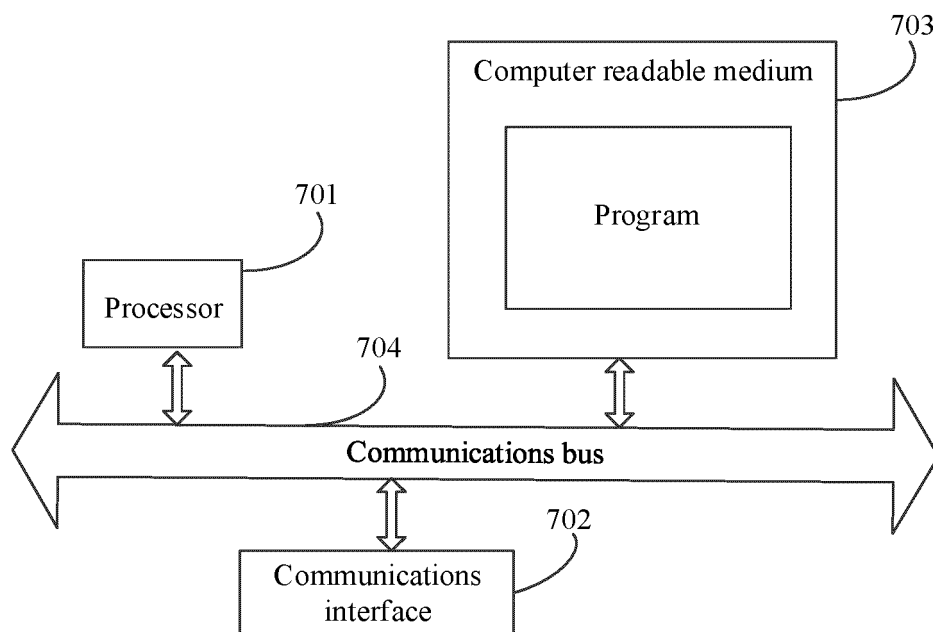 703
Computer readable medium
Program
701
Processor
704
Communications bus
702
Communications
interface